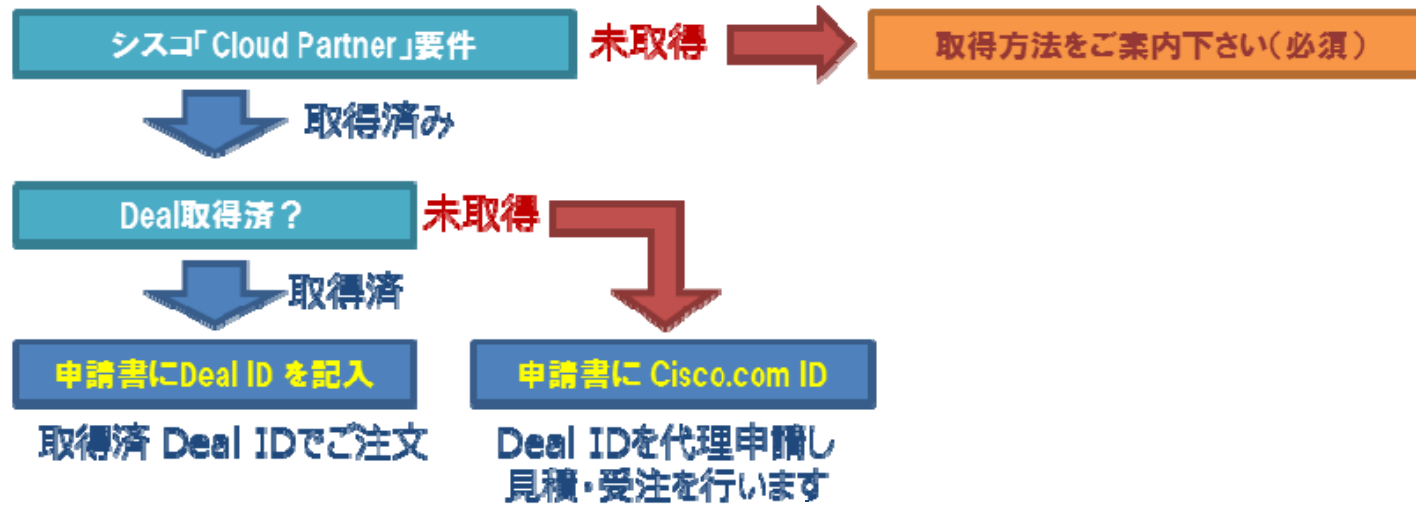 シスコ「Cloud Partner」要件
未取得
取得方法をご案内下さい(必須)
取得済み
Deal取得済?
未取得
取得済
申請書にDeal ID を記入
申請書に Cisco.com ID
取得済 Deal IDでご注文
Deal IDを代理申請し
見積・受注を行います